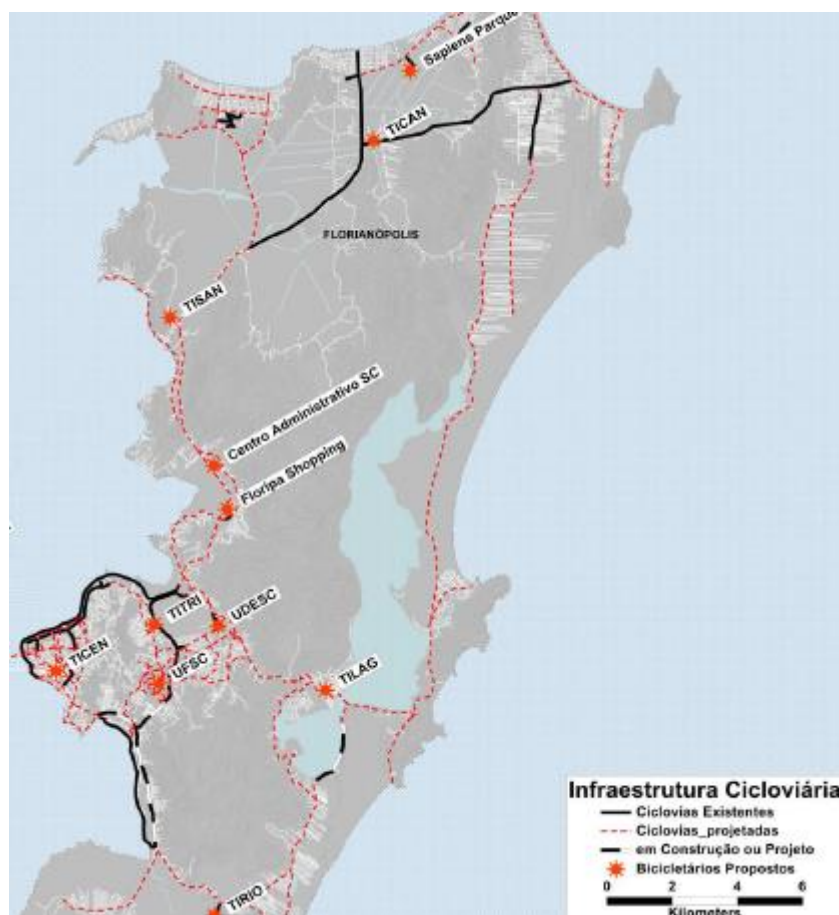 Sapiens Parque
TICAN
FLORIANÓPOLIS
TISAN
Centro Administrativo SC
Floripa Shopping
TITRI
UDESC
TICEN
UFSC
TILAG
TIRIO
Infraestrutura Cicloviária
Ciclovias Existentes
Ciclovias_projetadas
em Construção ou Projeto
Bicicletários Propostos
0 2 4 6
Kilometers